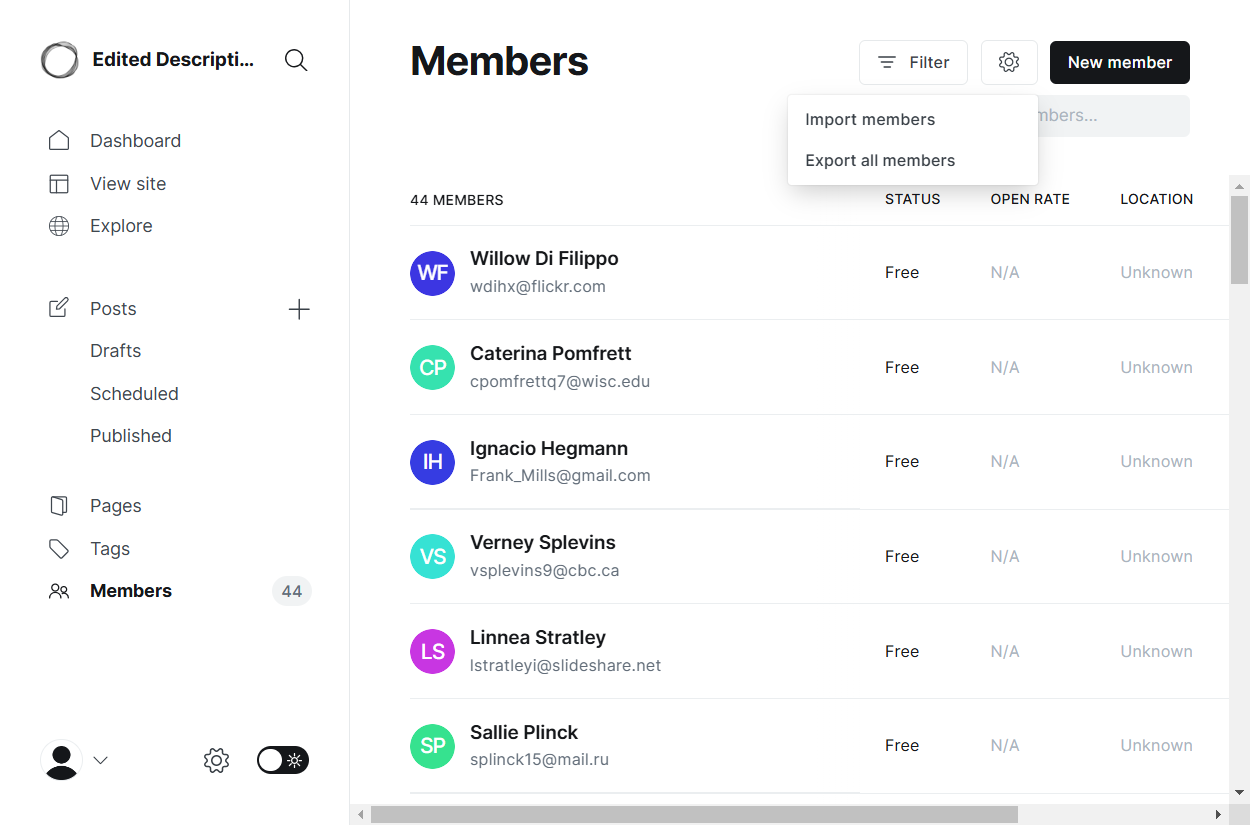 Edited Descripti...
Dashboard
View site
Explore
Posts
Drafts
Scheduled
Published
Pages
Tags
Members
44
Members
Filter
New member
Import members
Export all members
44 MEMBERS
STATUS
OPEN RATE
LOCATION
WF
Willow Di Filippo
wdihx@flickr.com
Free
N/A
Unknown
CP
Caterina Pomfrett
cpomfrettq7@wisc.edu
Free
N/A
Unknown
IH
Ignacio Hegmann
Frank_Mills@gmail.com
Free
N/A
Unknown
VS
Verney Splevins
vsplevins9@cbc.ca
Free
N/A
Unknown
LS
Linnea Stratley
lstratleyi@slideshare.net
Free
N/A
Unknown
SP
Sallie Plinck
splinck15@mail.ru
Free
N/A
Unknown